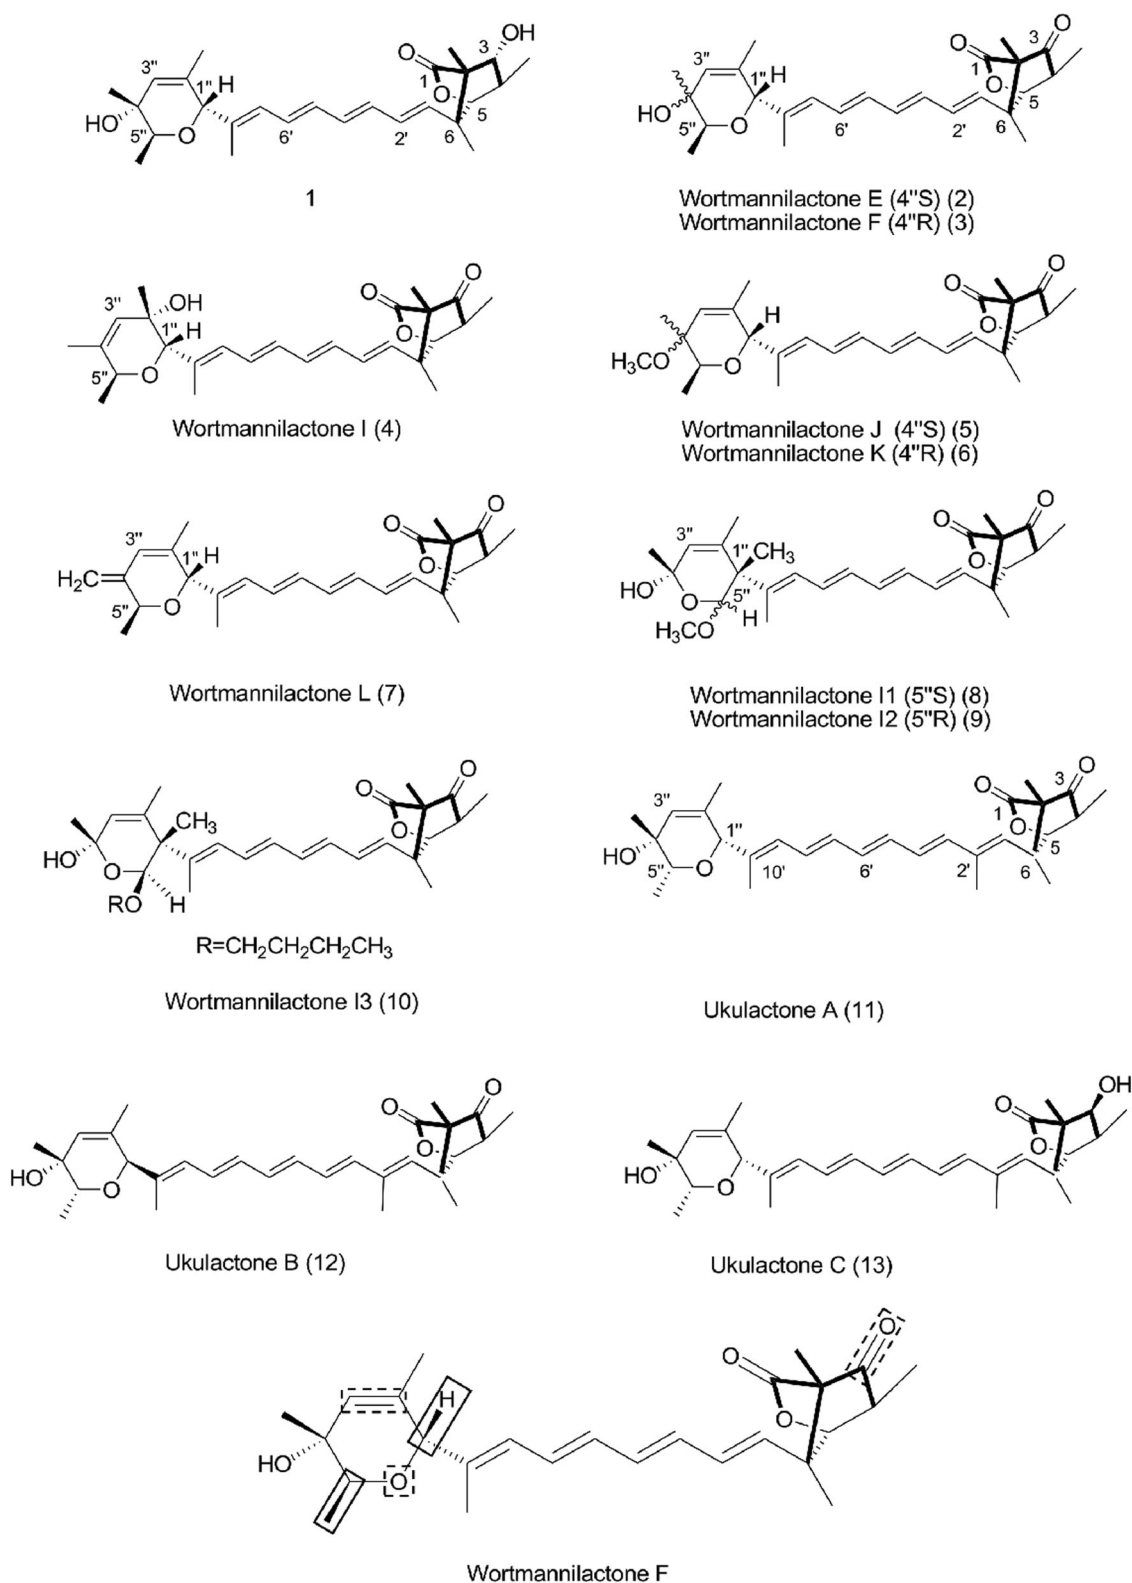 O 3 OH
1 O 5
3" 1" H
HO 5" O 6' 2' 6
1
O 3 O
1 O 5
3" 1" H
HO 5" O 6' 2' 6
Wortmannilactone E (4"S) (2)
Wortmannilactone F (4"R) (3)
3" OH O O
1" H O
5" O
Wortmannilactone I (4)
O O
H O
H₃CO O
Wortmannilactone J (4"S) (5)
Wortmannilactone K (4"R) (6)
3" O O
H₂C 1" H O
5" O
Wortmannilactone L (7)
3" 1" CH₃ O O
HO O 5" H O
H₃CO
Wortmannilactone I1 (5"S) (8)
Wortmannilactone I2 (5"R) (9)
CH₃ O O
HO O O
RO H
R=CH₂CH₂CH₂CH₃
Wortmannilactone I3 (10)
3" 1" O 3 O
HO 5" O 1 O 5
10' 6' 2' 6
Ukulactone A (11)
O O
HO O O
Ukulactone B (12)
O OH
HO O O
Ukulactone C (13)
O O
H O
HO O
Wortmannilactone F